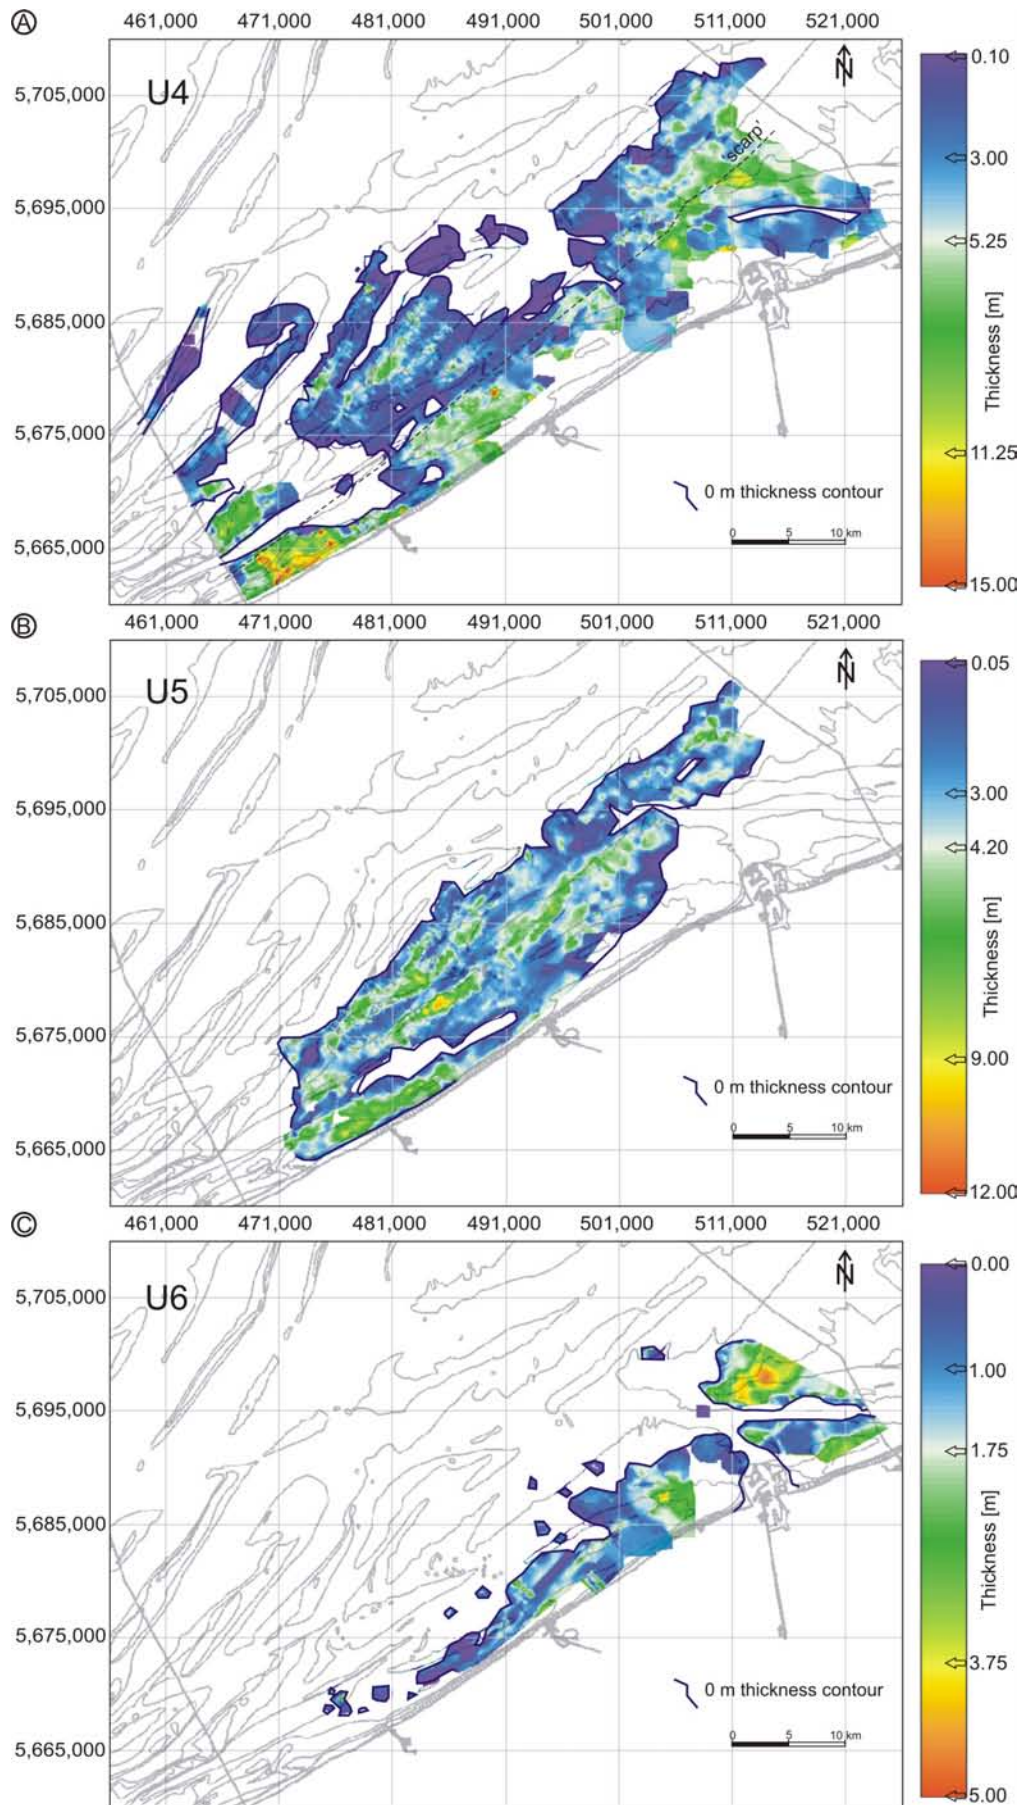 A
461,000 471,000 481,000 491,000 501,000 511,000 521,000
U4
N
5,705,000
5,695,000
5,685,000
5,675,000
5,665,000
scarp'
0 m thickness contour
0 5 10 km
0.10
3.00
5.25
11.25
15.00
Thickness [m]
B
461,000 471,000 481,000 491,000 501,000 511,000 521,000
U5
N
5,705,000
5,695,000
5,685,000
5,675,000
5,665,000
0 m thickness contour
0 5 10 km
0.05
3.00
4.20
9.00
12.00
Thickness [m]
C
461,000 471,000 481,000 491,000 501,000 511,000 521,000
U6
N
5,705,000
5,695,000
5,685,000
5,675,000
5,665,000
0 m thickness contour
0 5 10 km
0.00
1.00
1.75
3.75
5.00
Thickness [m]